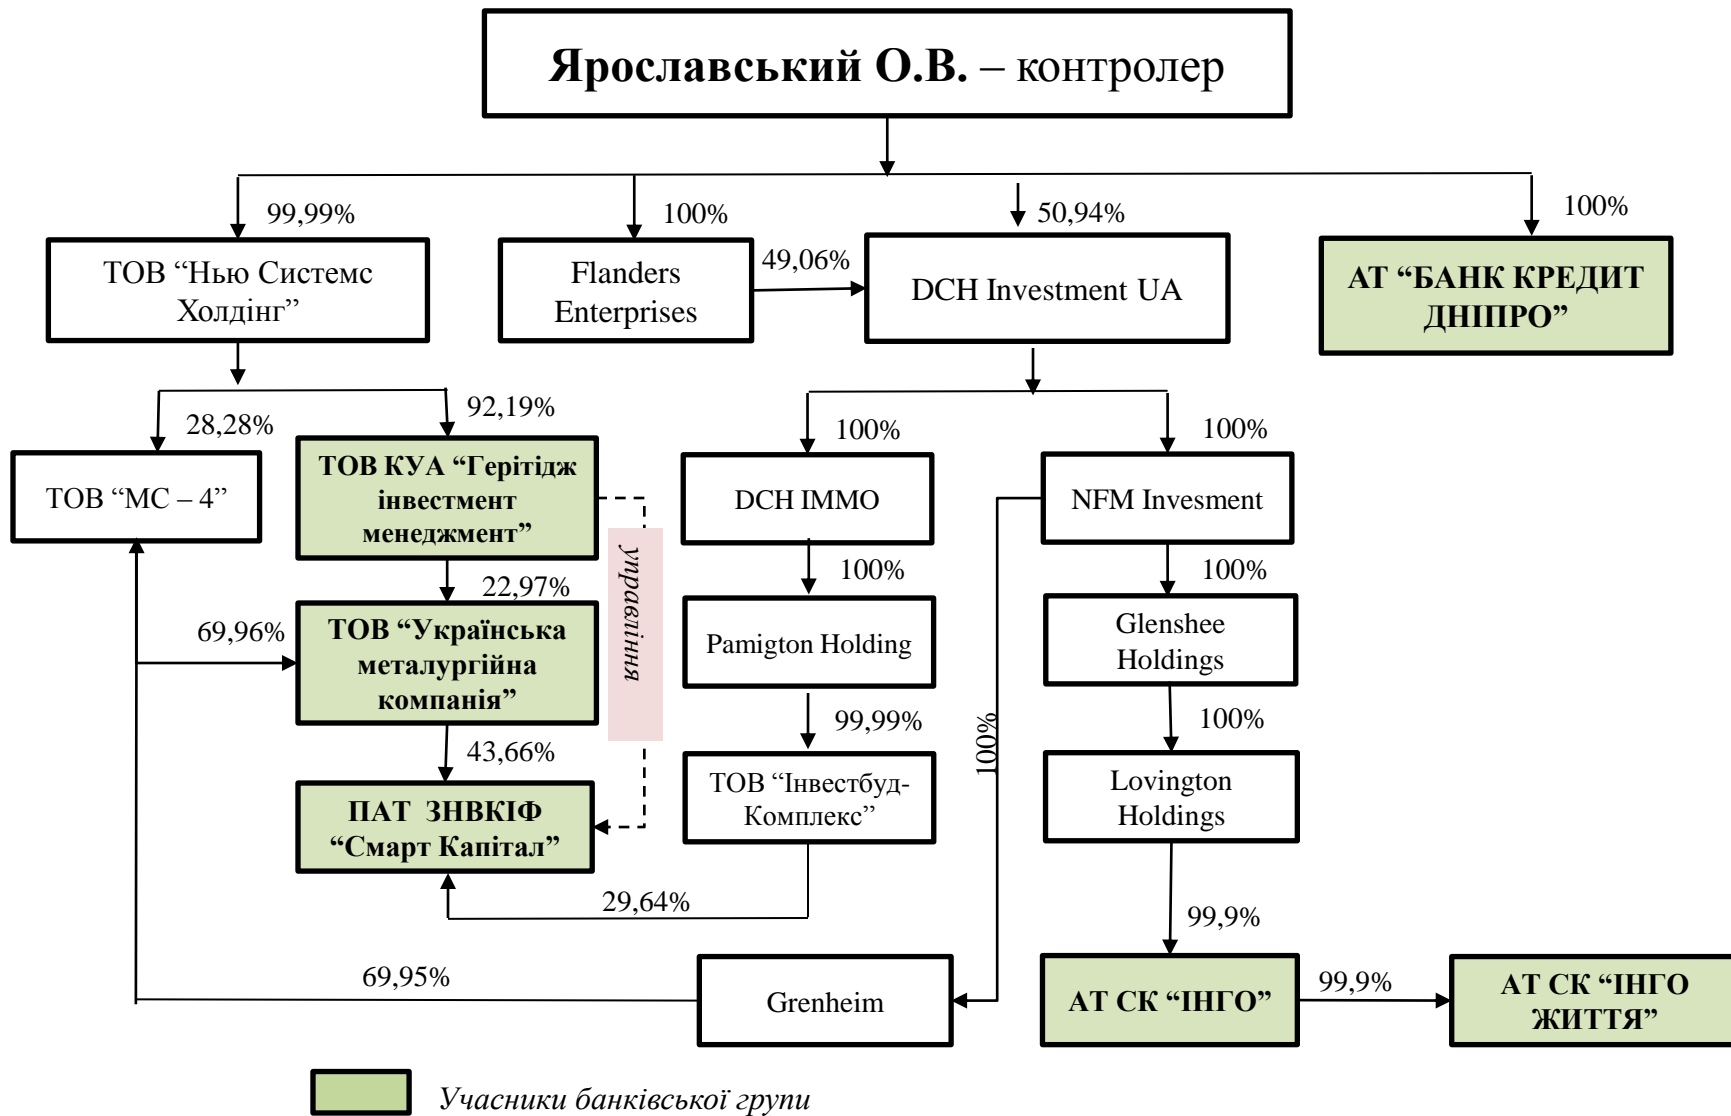 Ярославський О.В. – контролер
99,99%
100%
50,94%
100%
ТОВ “Нью Системс
Холдінг”
Flanders
Enterprises
49,06%
DCH Investment UA
АТ “БАНК КРЕДИТ
ДНІПРО”
28,28%
92,19%
100%
100%
ТОВ “МС – 4”
ТОВ КУА “Герітідж
інвестмент
менеджмент”
DCH IMMO
NFM Invesment
управління
22,97%
100%
100%
69,96%
ТОВ “Українська
металургійна
компанія”
Pamigton Holding
Glenshee
Holdings
43,66%
99,99%
100%
100%
ПАТ ЗНВКІФ
“Смарт Капітал”
ТОВ “Інвестбуд-
Комплекс”
Lovington
Holdings
29,64%
99,9%
69,95%
Grenheim
АТ СК “ІНГО”
99,9%
АТ СК “ІНГО
ЖИТТЯ”
Учасники банківської групи